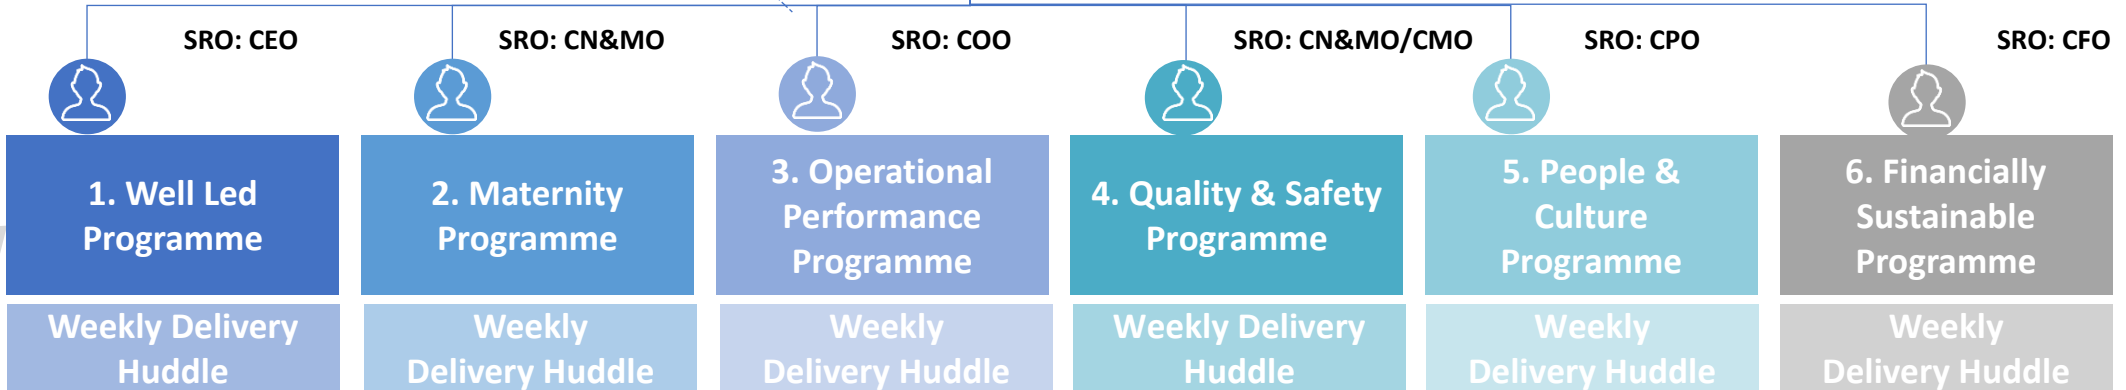 SRO: CEO
SRO: CN&MO
SRO: COO
SRO: CN&MO/CMO
SRO: CPO
SRO: CFO
1. Well Led
Programme
2. Maternity
Programme
3. Operational
Performance
Programme
4. Quality & Safety
Programme
5. People &
Culture
Programme
6. Financially
Sustainable
Programme
Weekly Delivery
Huddle
Weekly
Delivery Huddle
Weekly
Delivery Huddle
Weekly Delivery
Huddle
Weekly
Delivery Huddle
Weekly
Delivery Huddle